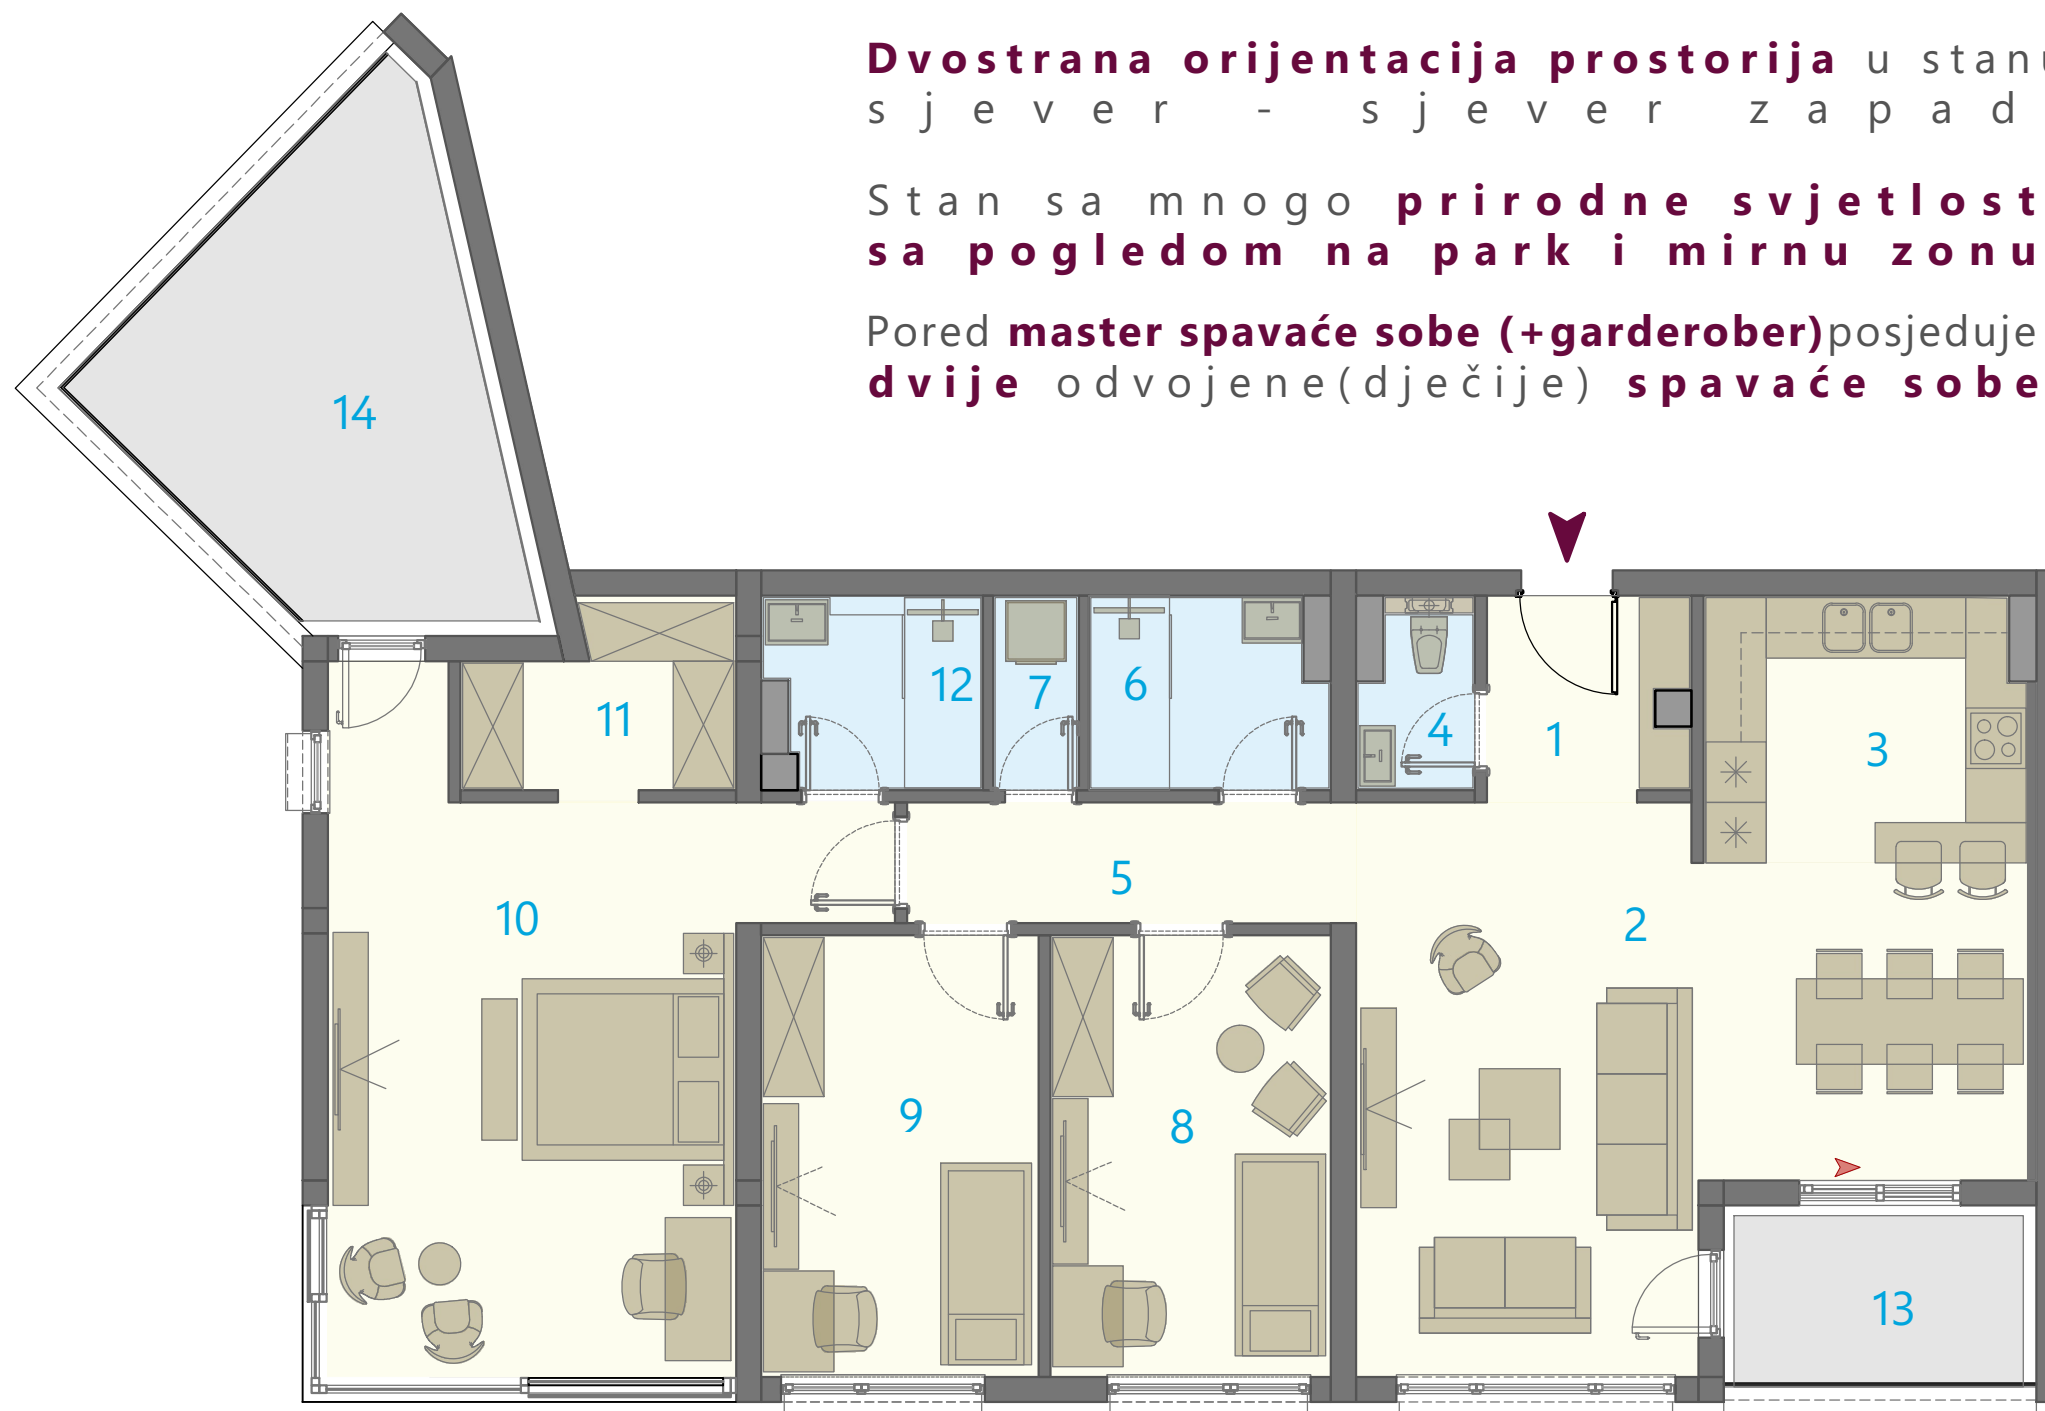 Dvostrana orijentacija prostorija u stanu
sjever - sjever zapad
Stan sa mnogo prirodne svjetlost
sa pogledom na park i mirnu zonu
Pored master spavaće sobe (+garderober)posjeduje
dvije odvojene(dječije) spavaće sobe
14
12
7
6
11
4
1
3
5
10
2
9
8
13